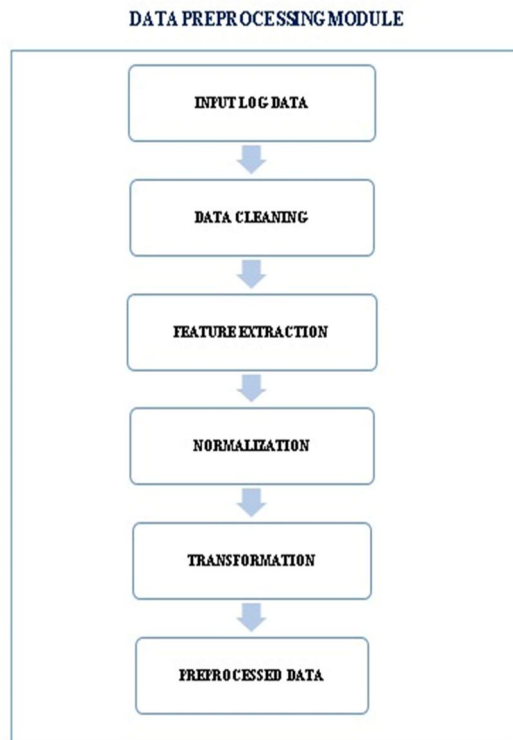 DATA PREPROCESSING MODULE
INPUT LOG DATA
DATA CLEANING
FEATURE EXTRACTION
NORMALIZATION
TRANSFORMATION
PREPROCESSED DATA